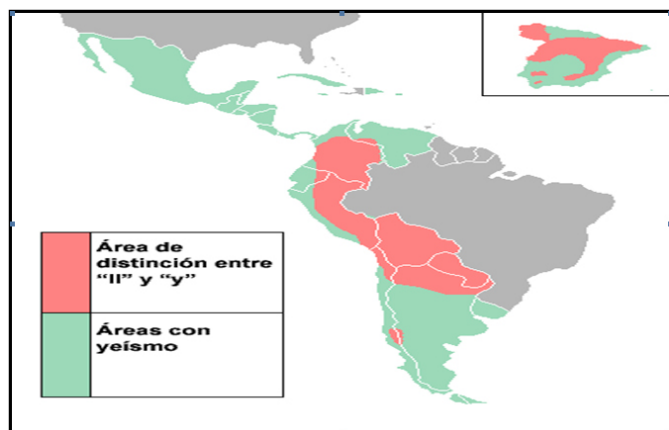 Área de
distinción entre
“ll” y “y”
Áreas con
yeísmo